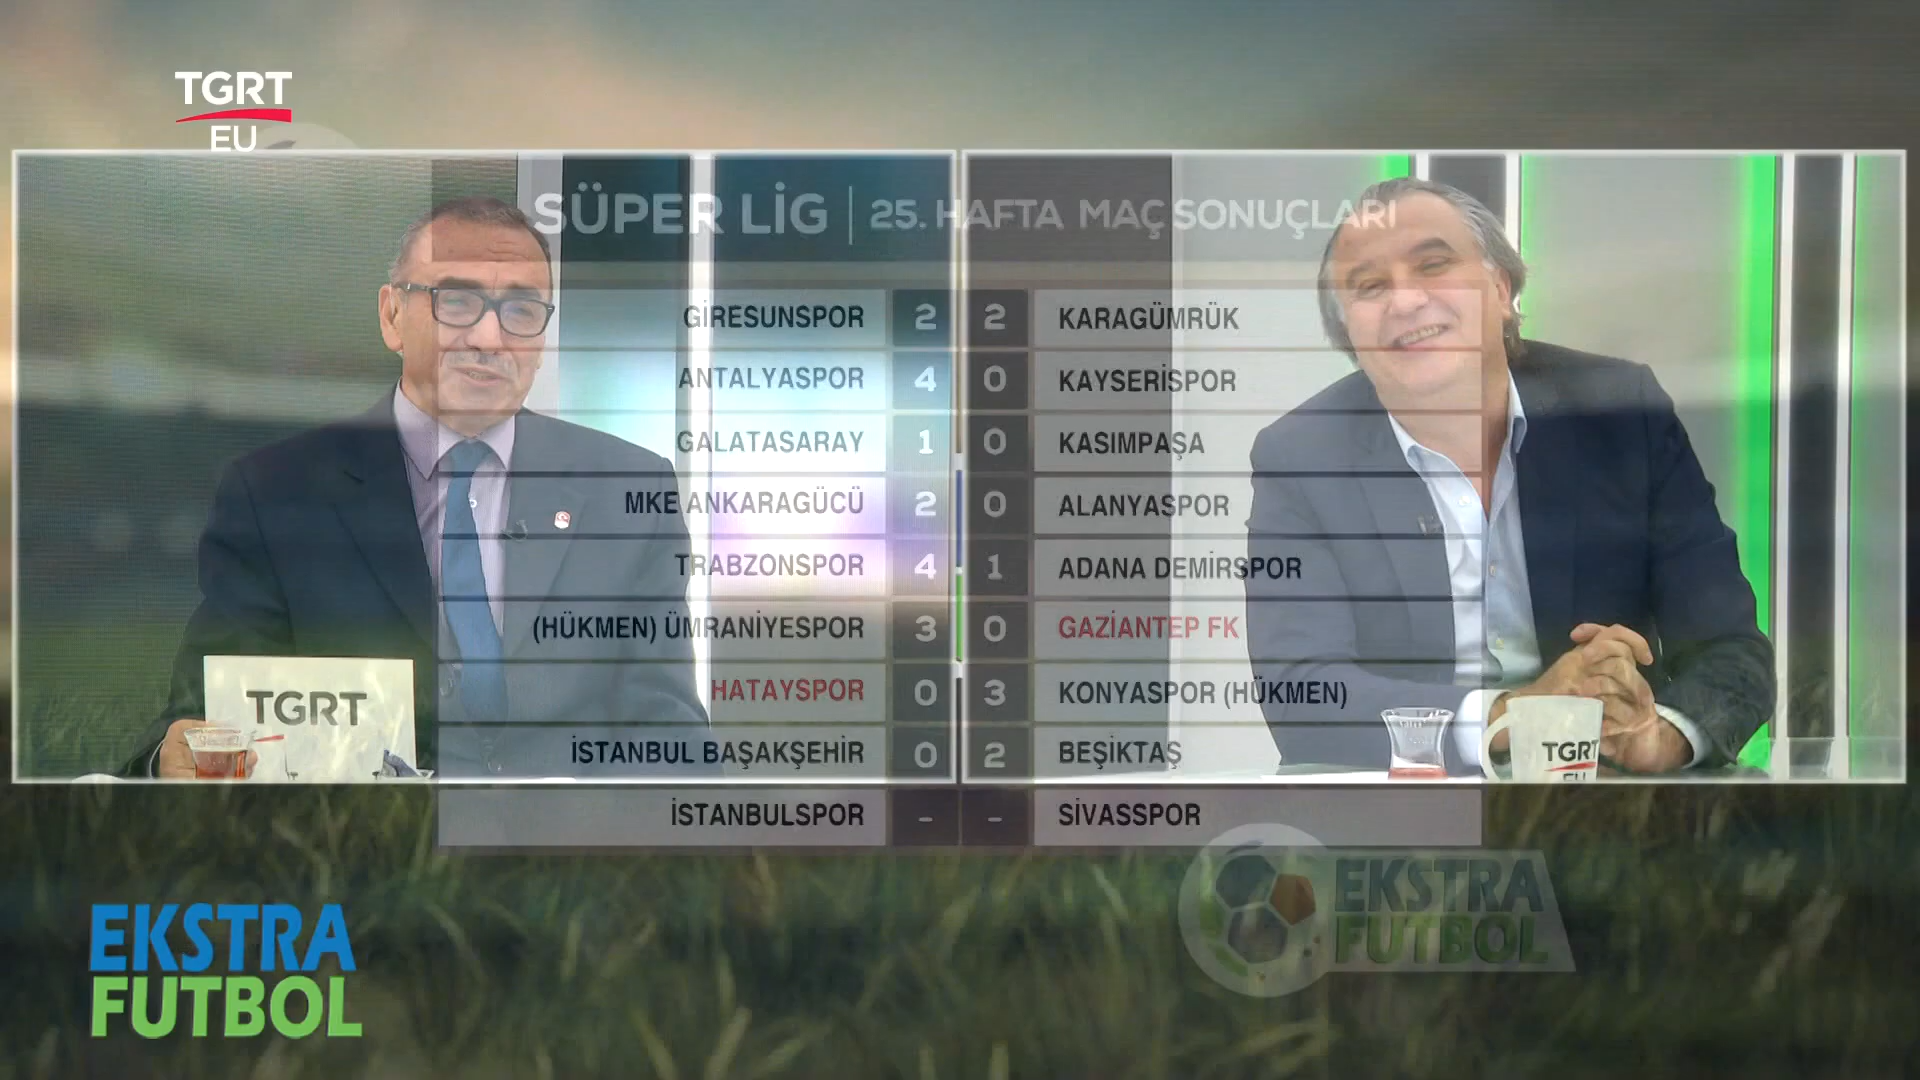 TGRT
EU
SÜPER LİG | 25. HAFTA MAÇ SONUÇLARI
GİRESUNSPOR 2 2 KARAGÜMRÜK
ANTALYASPOR 4 0 KAYSERİSPOR
GALATASARAY 1 0 KASIMPAŞA
MKE ANKARAGÜCÜ 2 0 ALANYASPOR
TRABZONSPOR 4 1 ADANA DEMİRSPOR
(HÜKMEN) ÜMRANİYESPOR 3 0 GAZİANTEP FK
HATAYSPOR 0 3 KONYASPOR (HÜKMEN)
İSTANBUL BAŞAKŞEHİR 0 2 BEŞİKTAŞ
İSTANBULSPOR - - SİVASSPOR
TGRT
TGRT
EU
EKSTRA
FUTBOL
EKSTRA
FUTBOL